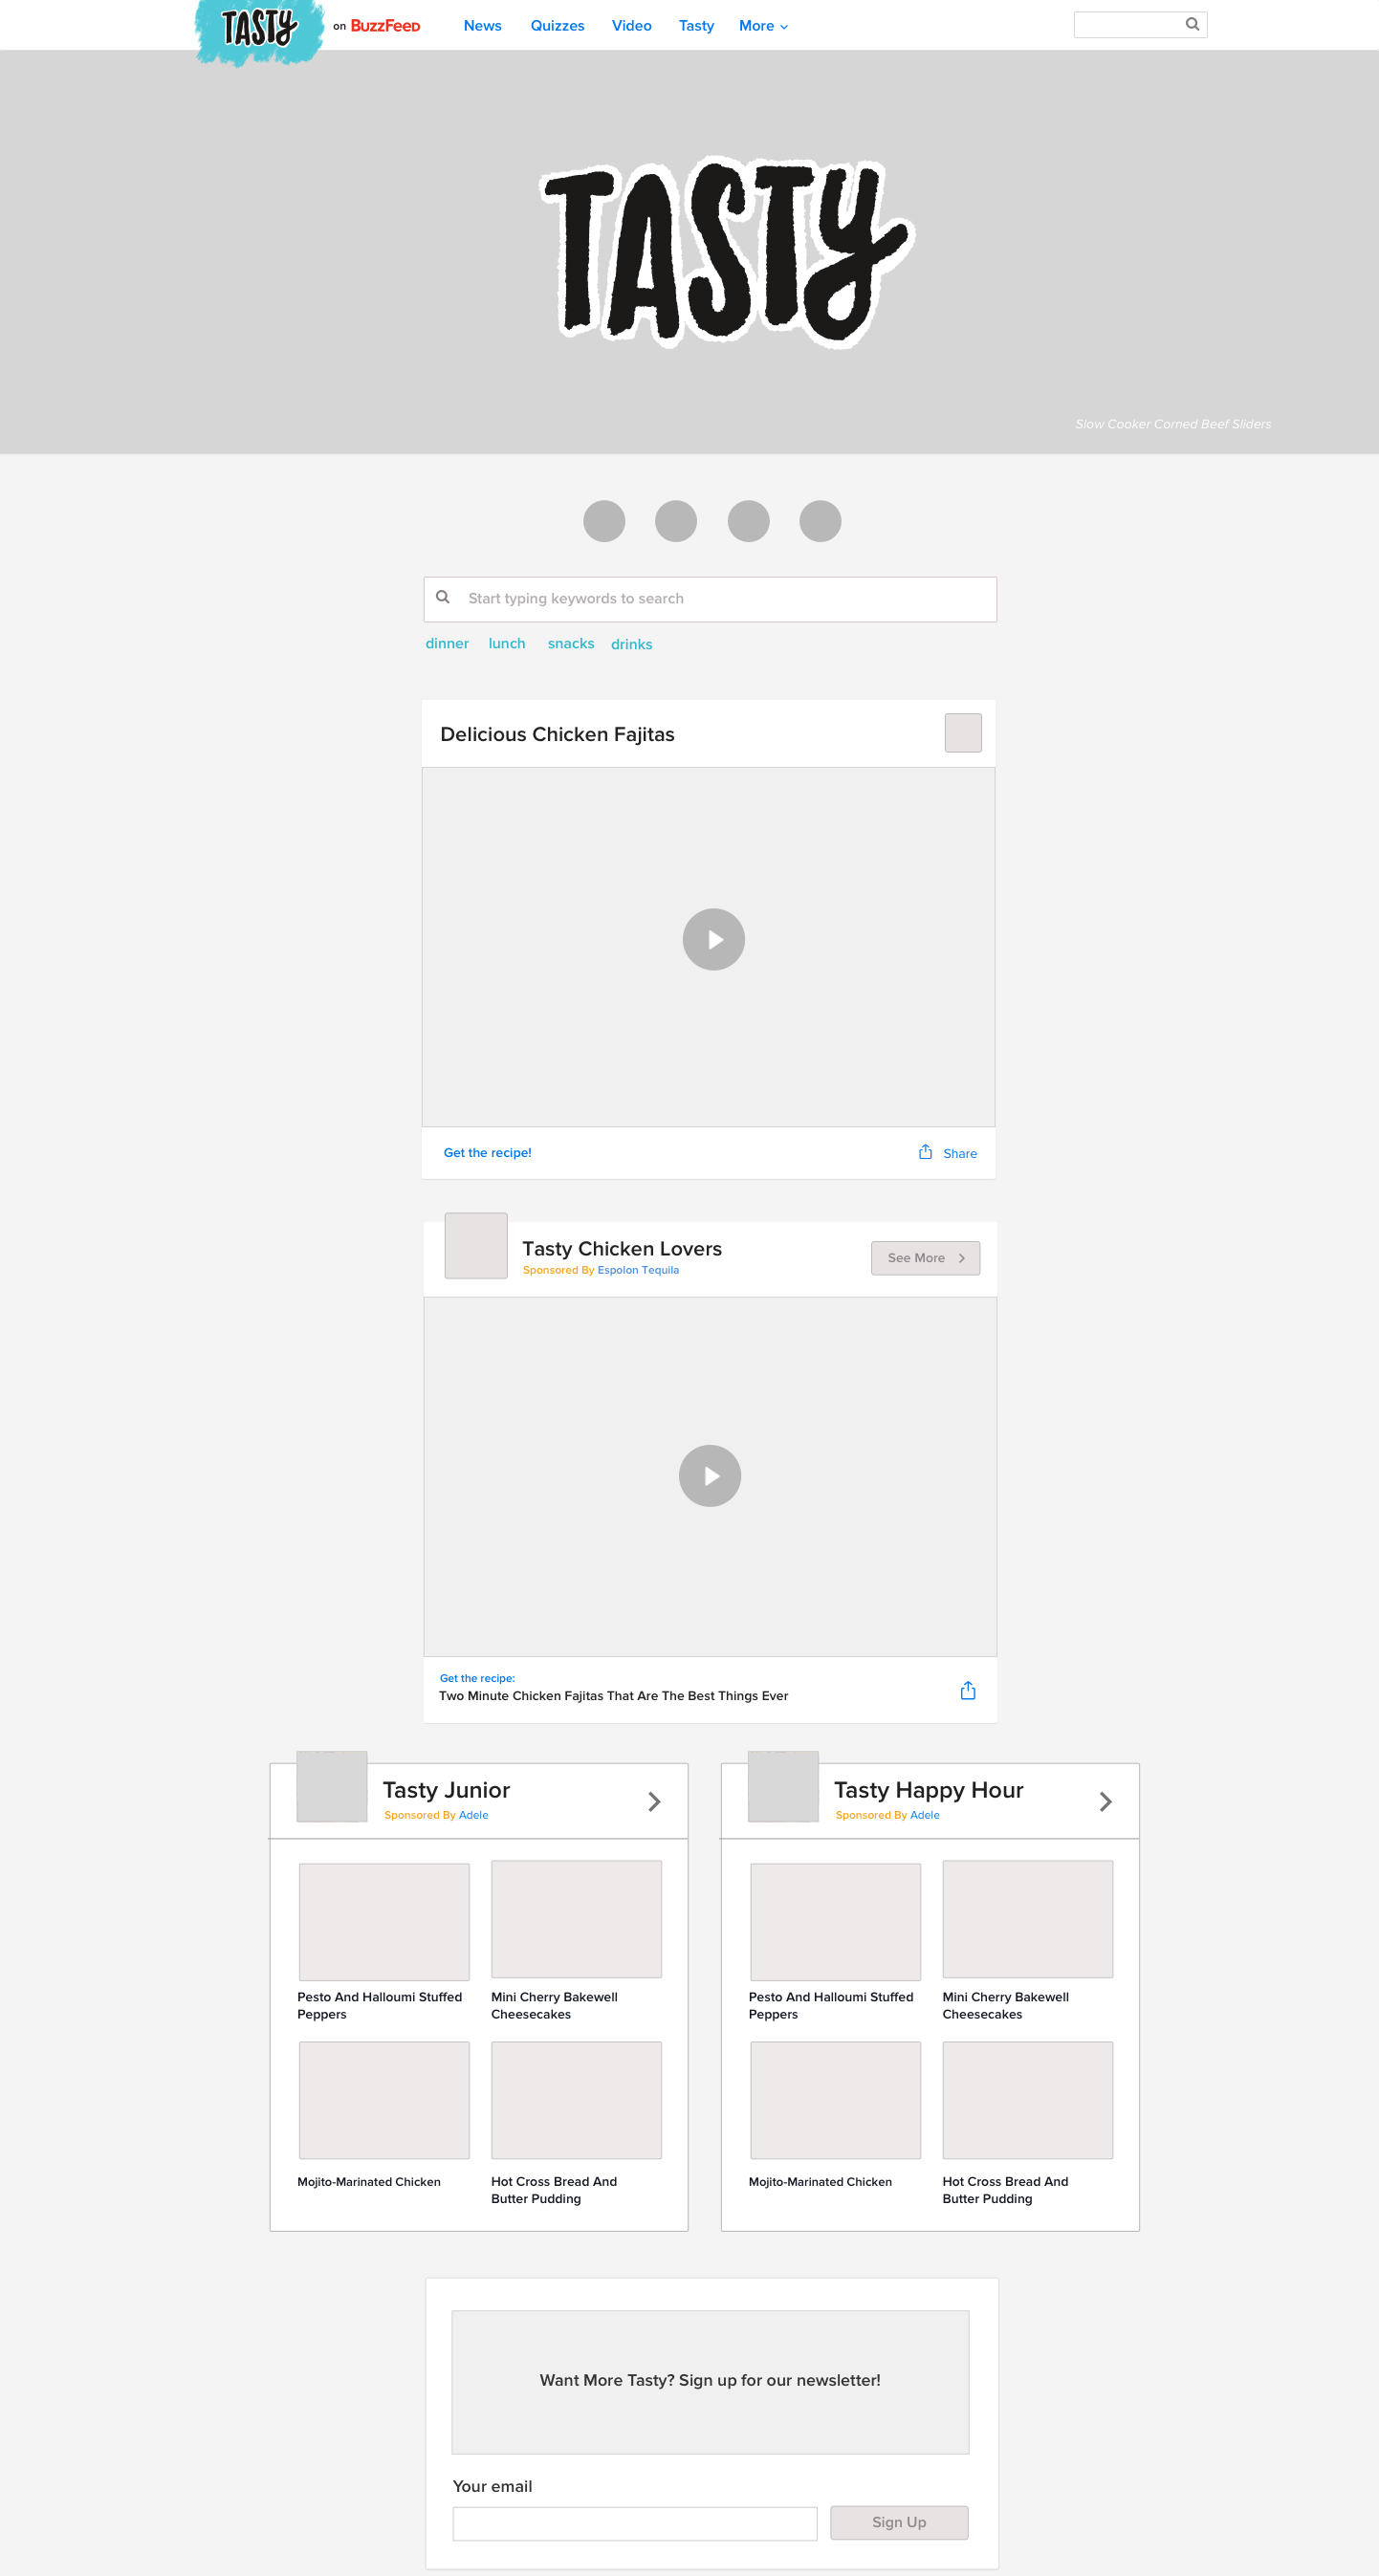 TASTY
on BuzzFeed
News Quizzes Video Tasty More
TASTY
Slow Cooker Corned Beef Sliders
Start typing keywords to search
dinner lunch snacks drinks
Delicious Chicken Fajitas
Get the recipe! Share
Tasty Chicken Lovers
Sponsored By Espolon Tequila
See More
Get the recipe:
Two Minute Chicken Fajitas That Are The Best Things Ever
Tasty Junior
Sponsored By Adele
Pesto And Halloumi Stuffed
Peppers
Mini Cherry Bakewell
Cheesecakes
Mojito-Marinated Chicken
Hot Cross Bread And
Butter Pudding
Tasty Happy Hour
Sponsored By Adele
Pesto And Halloumi Stuffed
Peppers
Mini Cherry Bakewell
Cheesecakes
Mojito-Marinated Chicken
Hot Cross Bread And
Butter Pudding
Want More Tasty? Sign up for our newsletter!
Your email
Sign Up